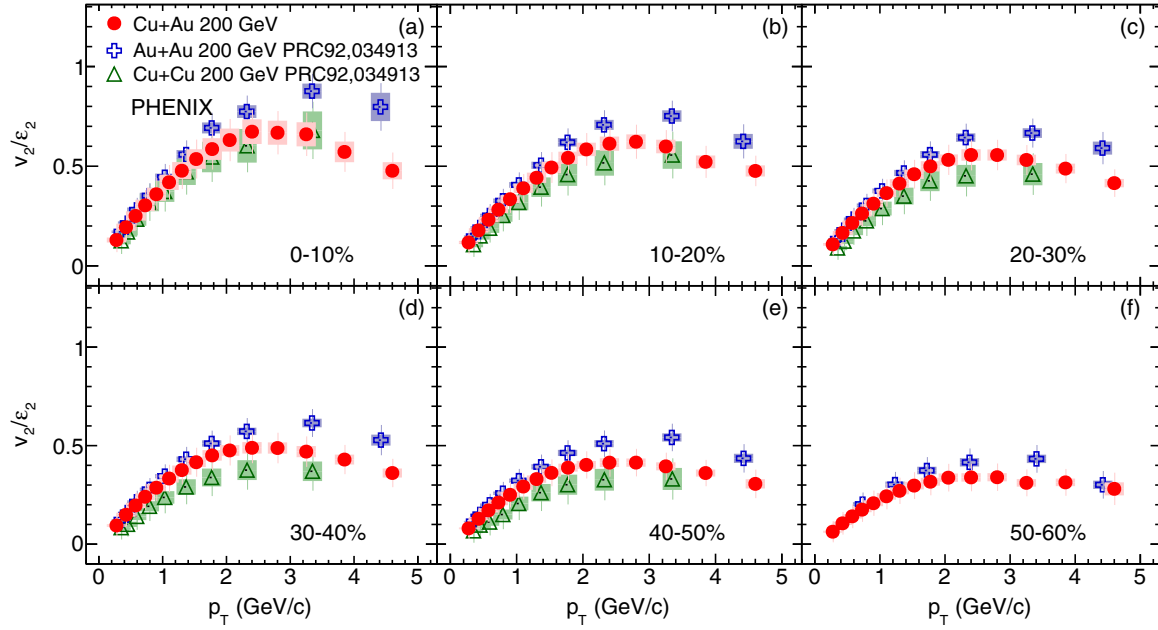 Cu+Au 200 GeV
Au+Au 200 GeV PRC92,034913
Cu+Cu 200 GeV PRC92,034913
PHENIX
(a)
(b)
(c)
1
0.5
0
v₂/ε₂
0-10%
10-20%
20-30%
(d)
(e)
(f)
1
0.5
0
v₂/ε₂
30-40%
40-50%
50-60%
0 1 2 3 4 5
0 1 2 3 4 5
0 1 2 3 4 5
p_T (GeV/c)
p_T (GeV/c)
p_T (GeV/c)